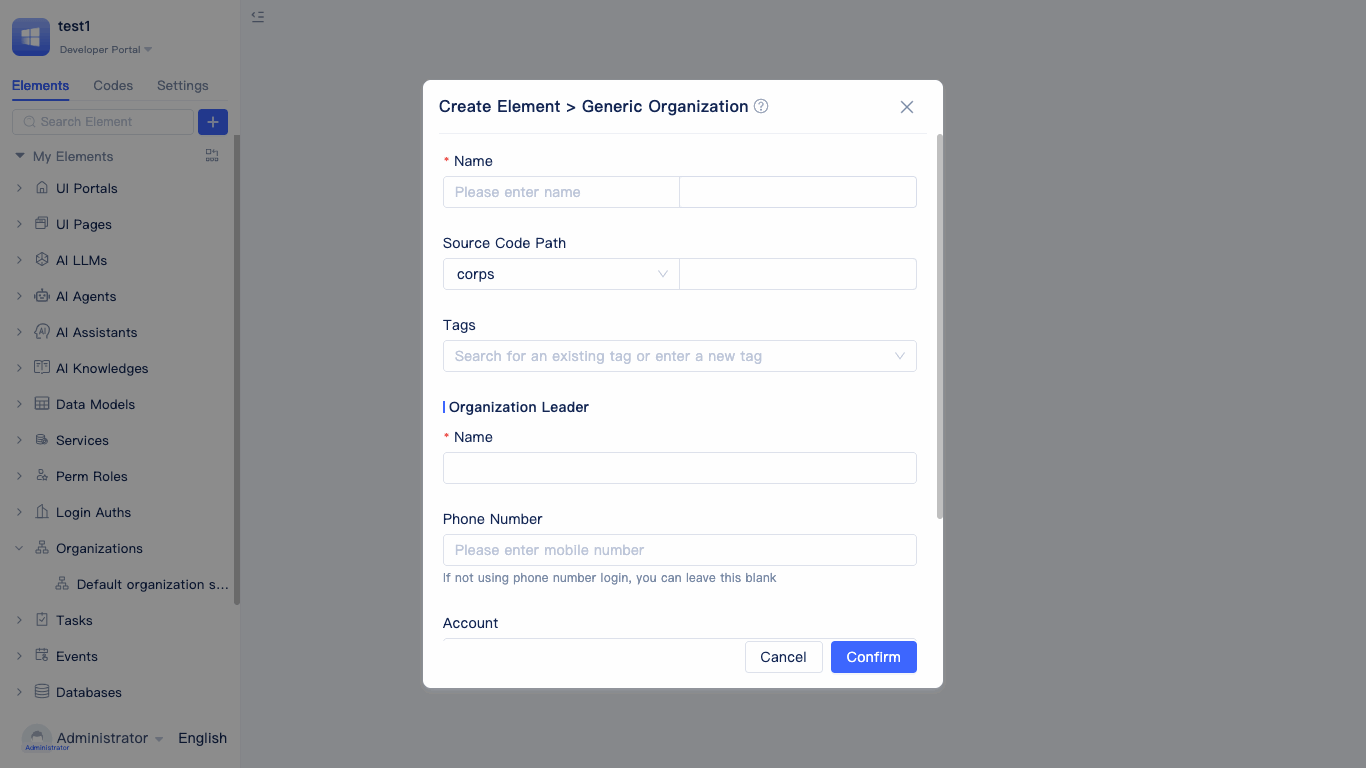 test1
Developer Portal
Elements Codes Settings
Search Element
My Elements
UI Portals
UI Pages
AI LLMs
AI Agents
AI Assistants
AI Knowledges
Data Models
Services
Perm Roles
Login Auths
Organizations
Default organization s...
Tasks
Events
Databases
Administrator
Administrator
English
Create Element > Generic Organization
* Name
Please enter name
Source Code Path
corps
Tags
Search for an existing tag or enter a new tag
Organization Leader
* Name
Phone Number
Please enter mobile number
If not using phone number login, you can leave this blank
Account
Cancel Confirm